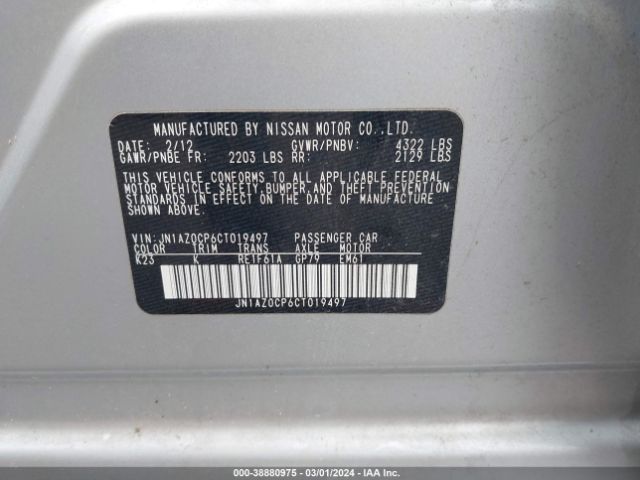 MANUFACTURED BY NISSAN MOTOR CO.,LTD.
DATE: 2/12 GVWR/PNBV: 4322 LBS
GAWR/PNBE FR: 2203 LBS RR: 2129 LBS
THIS VEHICLE CONFORMS TO ALL APPLICABLE FEDERAL
MOTOR VEHICLE SAFETY,BUMPER,AND THEFT PREVENTION
STANDARDS IN EFFECT ON THE DATE OF MANUFACTURE
SHOWN ABOVE.
VIN:JN1AZ0CP6CT019497 PASSENGER CAR
COLOR TRIM TRANS AXLE MOTOR
K23 K RE1F61A GP79 EM61
JN1AZ0CP6CT019497
000-38880975 | 03/01/2024 - IAA Inc.